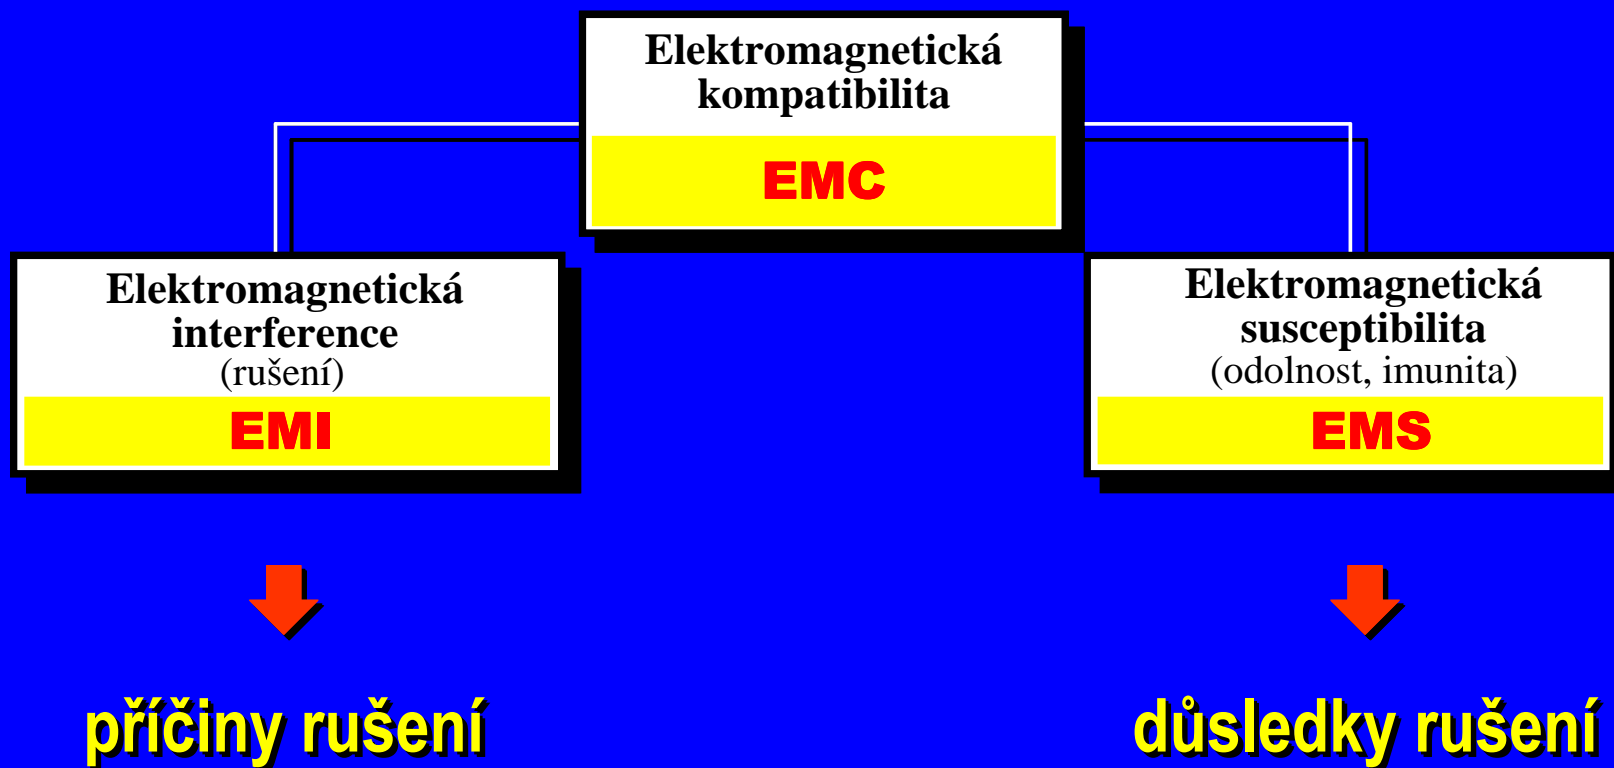 Elektromagnetická
kompatibilita
EMC
Elektromagnetická
interference
(rušení)
EMI
Elektromagnetická
susceptibilita
(odolnost, imunita)
EMS
příčiny rušení
důsledky rušení